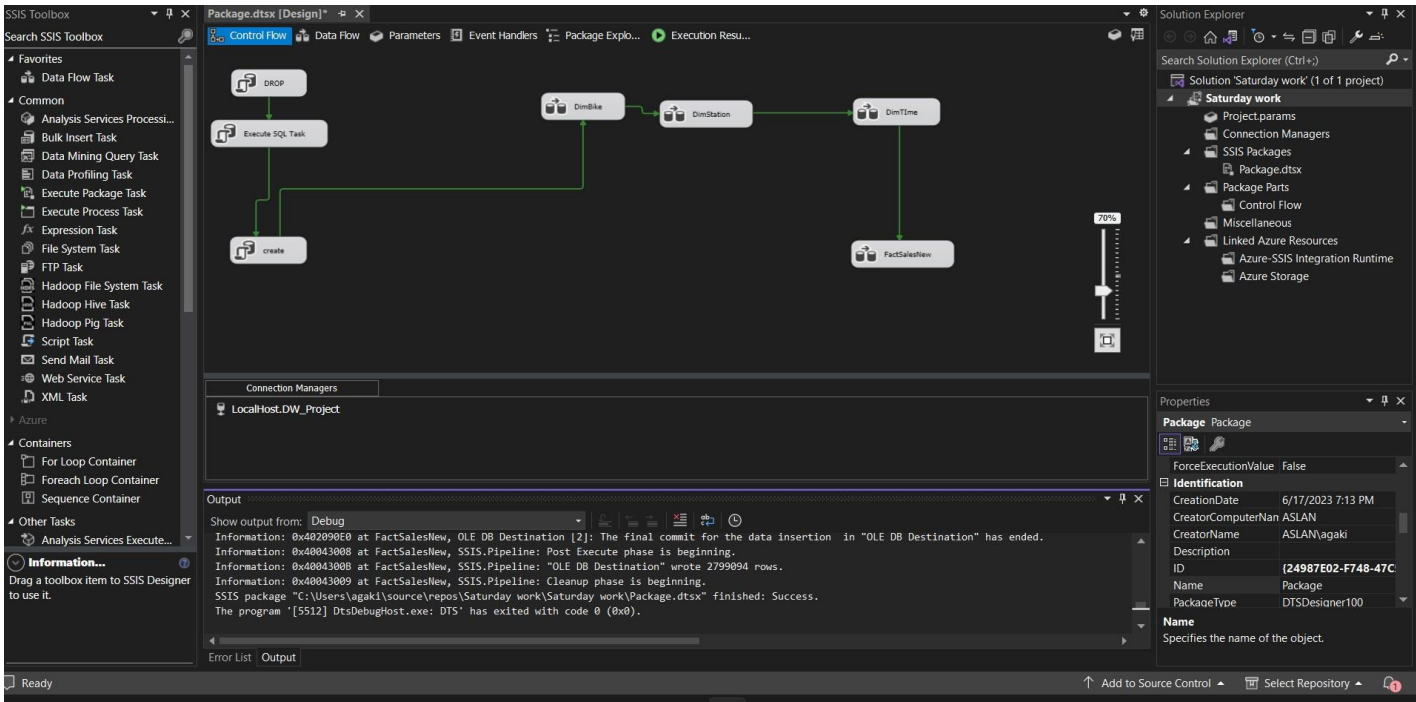 SSIS Toolbox
Search SSIS Toolbox
Favorites
Data Flow Task
Common
Analysis Services Processi...
Bulk Insert Task
Data Mining Query Task
Data Profiling Task
Execute Package Task
Execute Process Task
Expression Task
File System Task
FTP Task
Hadoop File System Task
Hadoop Hive Task
Hadoop Pig Task
Script Task
Send Mail Task
Web Service Task
XML Task
Azure
Containers
For Loop Container
Foreach Loop Container
Sequence Container
Other Tasks
Analysis Services Execute...
Information...
Drag a toolbox item to SSIS Designer
to use it.
Package.dtsx [Design]*
Control Flow Data Flow Parameters Event Handlers Package Explo... Execution Resu...
DROP
Execute SQL Task
create
DimBike
DimStation
DimTIme
FactSalesNew
70%
Connection Managers
LocalHost.DW_Project
Output
Show output from: Debug
Information: 0x402090E0 at FactSalesNew, OLE DB Destination [2]: The final commit for the data insertion in "OLE DB Destination" has ended.
Information: 0x40043008 at FactSalesNew, SSIS.Pipeline: Post Execute phase is beginning.
Information: 0x4004300B at FactSalesNew, SSIS.Pipeline: "OLE DB Destination" wrote 2799094 rows.
Information: 0x40043009 at FactSalesNew, SSIS.Pipeline: Cleanup phase is beginning.
SSIS package "C:\Users\agaki\source\repos\Saturday work\Saturday work\Package.dtsx" finished: Success.
The program '[5512] DtsDebugHost.exe: DTS' has exited with code 0 (0x0).
Error List Output
Solution Explorer
Search Solution Explorer (Ctrl+;)
Solution 'Saturday work' (1 of 1 project)
Saturday work
Project.params
Connection Managers
SSIS Packages
Package.dtsx
Package Parts
Control Flow
Miscellaneous
Linked Azure Resources
Azure-SSIS Integration Runtime
Azure Storage
Properties
Package Package
ForceExecutionValue False
Identification
CreationDate 6/17/2023 7:13 PM
CreatorComputerNan ASLAN
CreatorName ASLAN\agaki
Description
ID {24987E02-F748-47C
Name Package
PackageType DTSDesigner100
Name
Specifies the name of the object.
Ready
Add to Source Control Select Repository 1